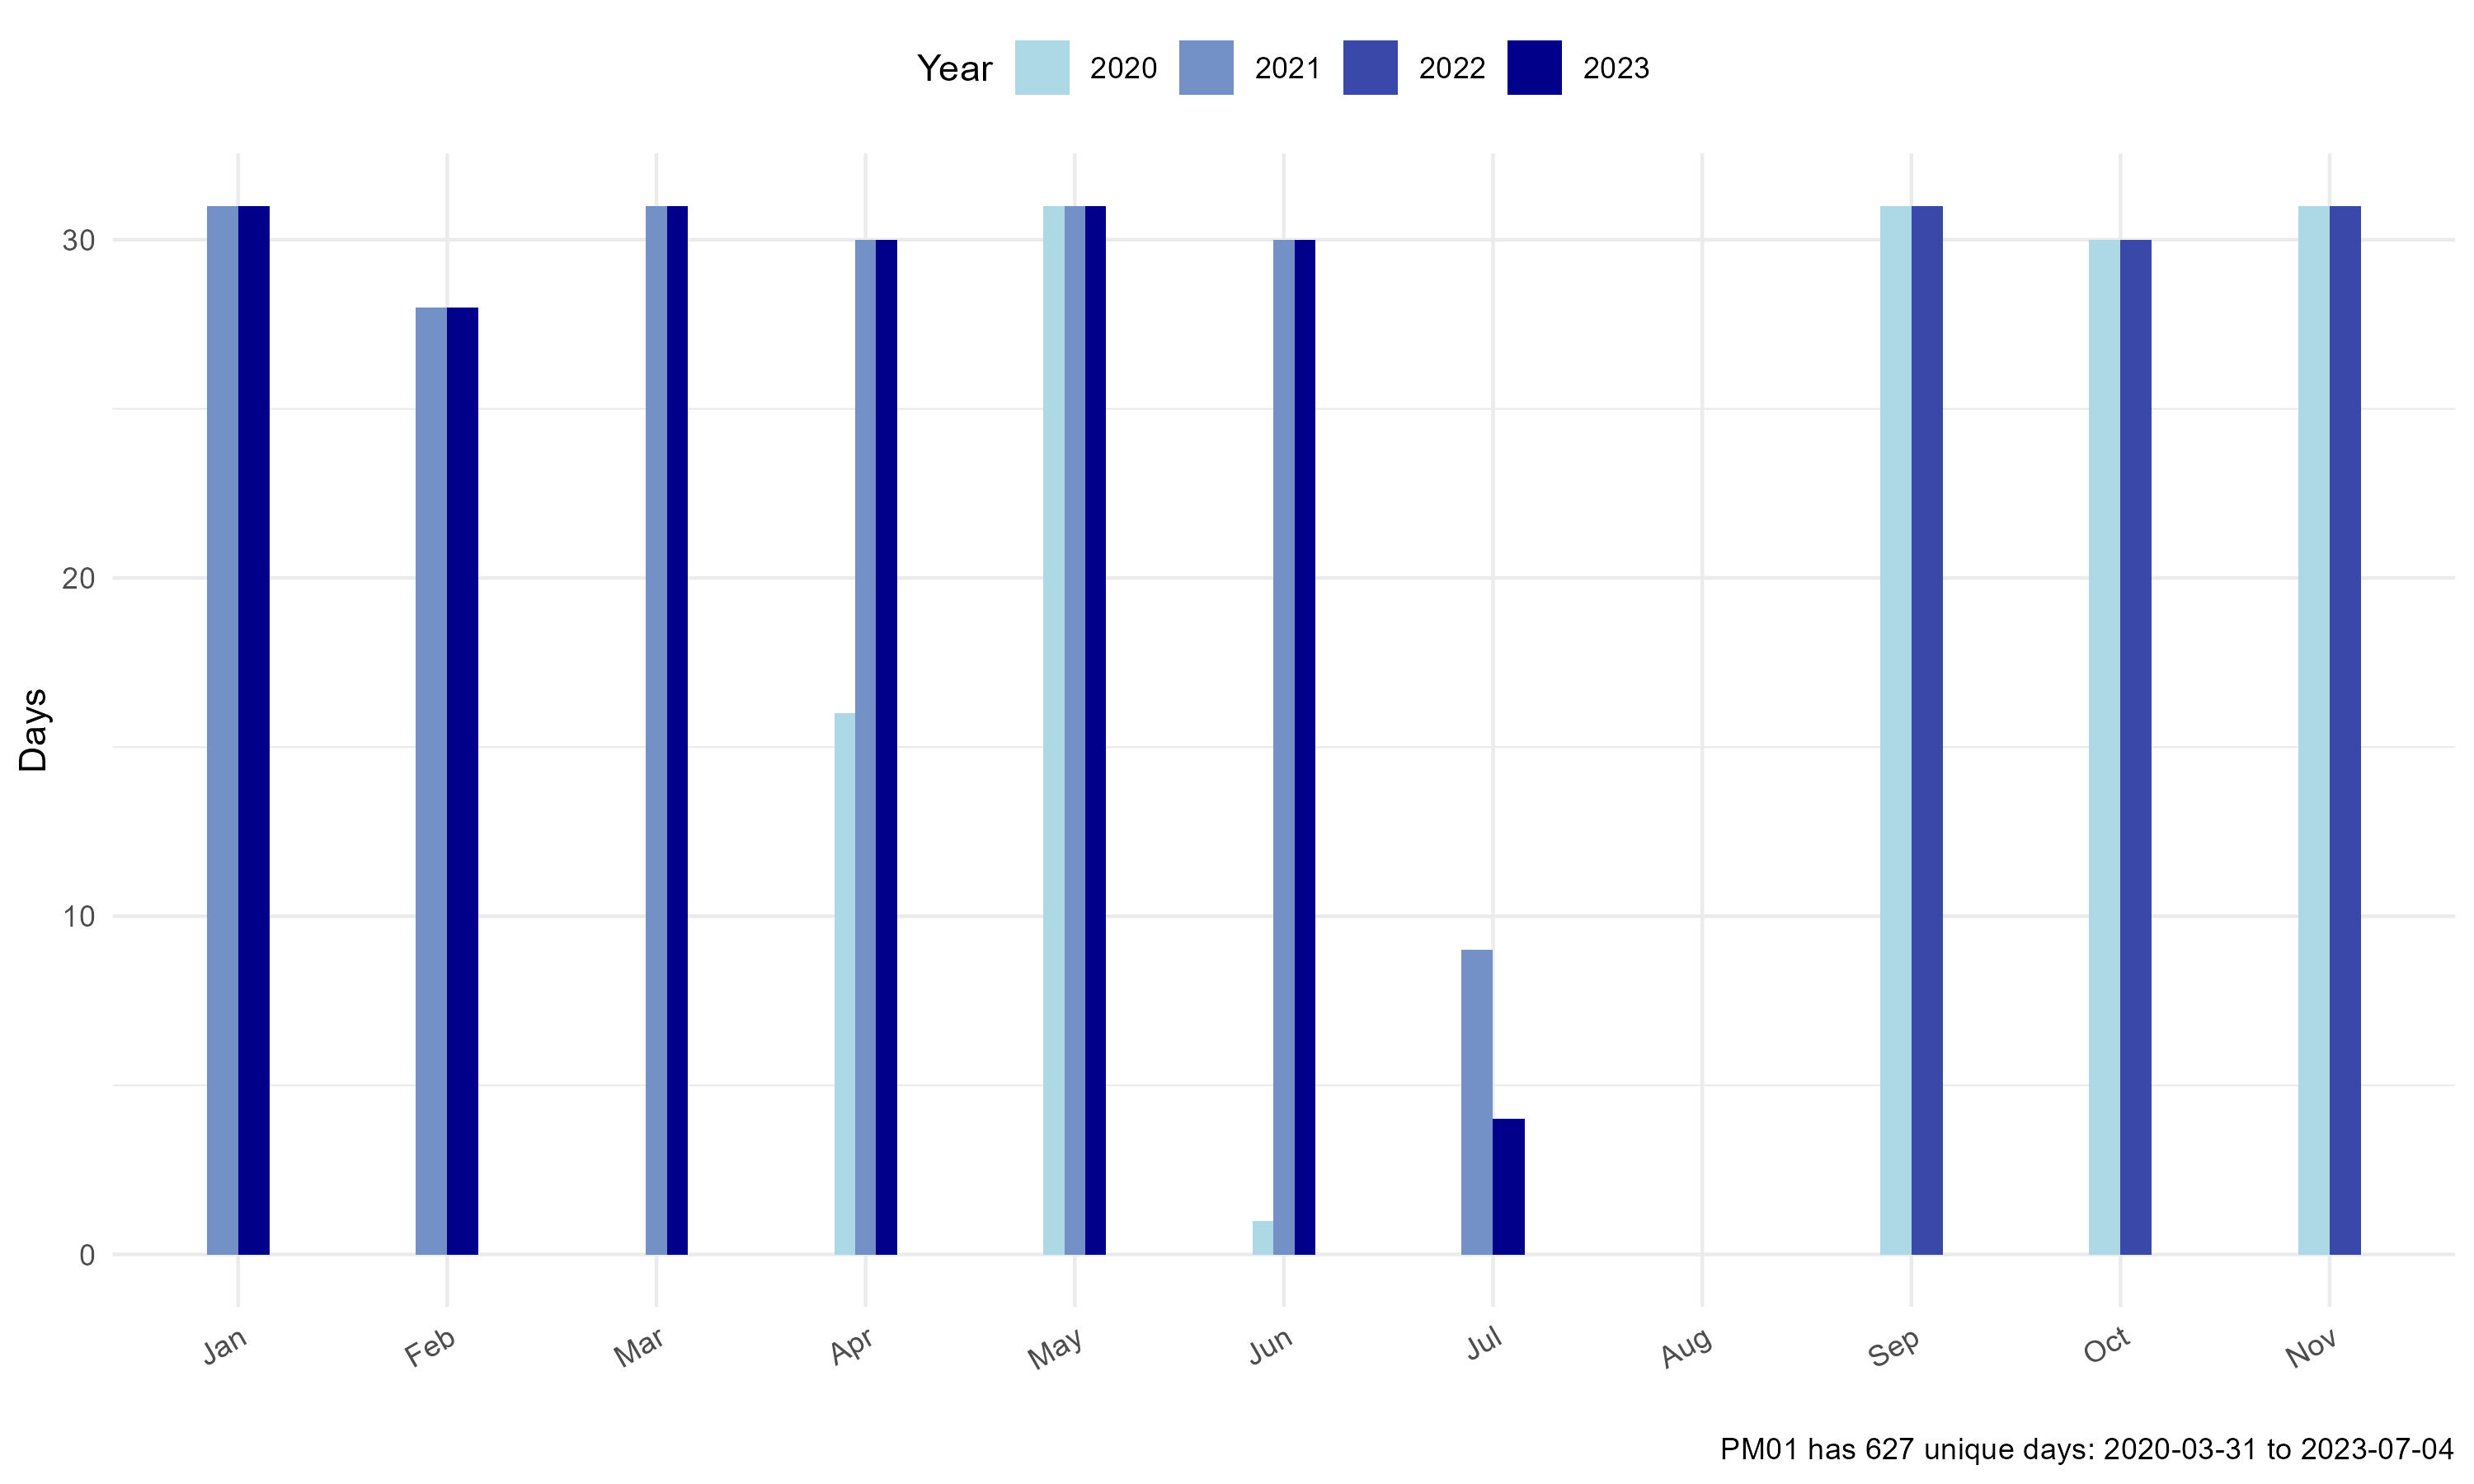 Year 2020 2021 2022 2023
30
20
10
0
Days
Jan Feb Mar Apr May Jun Jul Aug Sep Oct Nov
PM01 has 627 unique days: 2020-03-31 to 2023-07-04